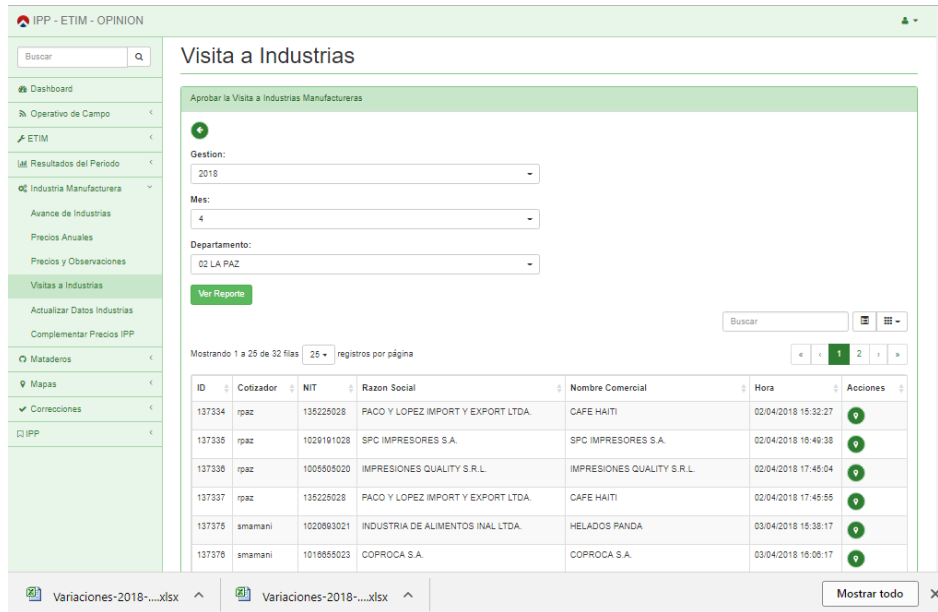 IPP - ETIM - OPINION
Buscar
Dashboard
Operativo de Campo
ETIM
Resultados del Periodo
Industria Manufacturera
Avance de Industrias
Precios Anuales
Precios y Observaciones
Visitas a Industrias
Actualizar Datos Industrias
Complementar Precios IPP
Mataderos
Mapas
Correcciones
IPP
Visita a Industrias
Aprobar la Visita a Industrias Manufactureras
Gestion:
2018
Mes:
4
Departamento:
02 LA PAZ
Ver Reporte
Buscar
Mostrando 1 a 25 de 32 filas 25 registros por página
« ‹ 1 2 › »
ID Cotizador NIT Razon Social Nombre Comercial Hora Acciones
137334 rpaz 135225028 PACO Y LOPEZ IMPORT Y EXPORT LTDA. CAFE HAITI 02/04/2018 15:32:27
137335 rpaz 1029191028 SPC IMPRESORES S.A. SPC IMPRESORES S.A. 02/04/2018 16:49:38
137336 rpaz 1005505020 IMPRESIONES QUALITY S.R.L. IMPRESIONES QUALITY S.R.L. 02/04/2018 17:45:04
137337 rpaz 135225028 PACO Y LOPEZ IMPORT Y EXPORT LTDA. CAFE HAITI 02/04/2018 17:45:55
137375 smamani 1020693021 INDUSTRIA DE ALIMENTOS INAL LTDA. HELADOS PANDA 03/04/2018 15:38:17
137376 smamani 1016655023 COPROCA S.A. COPROCA S.A. 03/04/2018 16:06:17
Variaciones-2018-....xlsx
Variaciones-2018-....xlsx
Mostrar todo